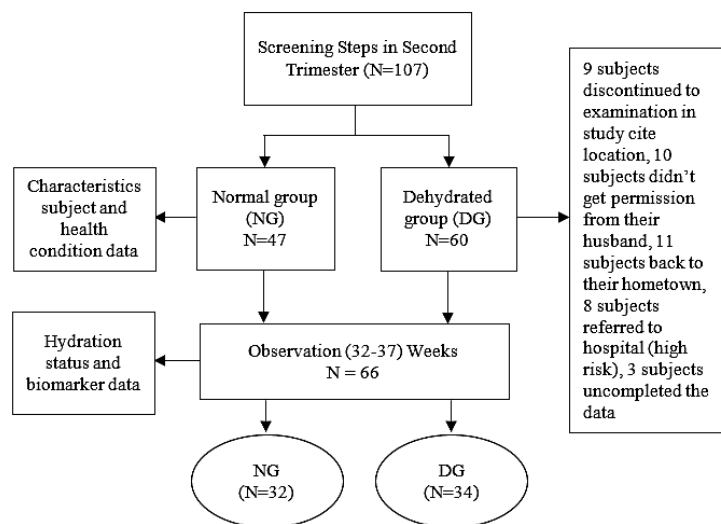 Screening Steps in Second
Trimester (N=107)
9 subjects
discontinued to
examination in
study cite
location, 10
subjects didn't
get permission
from their
husband, 11
subjects back to
their hometown,
8 subjects
referred to
hospital (high
risk), 3 subjects
uncompleted the
data
Characteristics
subject and
health
condition data
Normal group
(NG)
N=47
Dehydrated
group (DG)
N=60
Hydration
status and
biomarker data
Observation (32-37) Weeks
N = 66
NG
(N=32)
DG
(N=34)